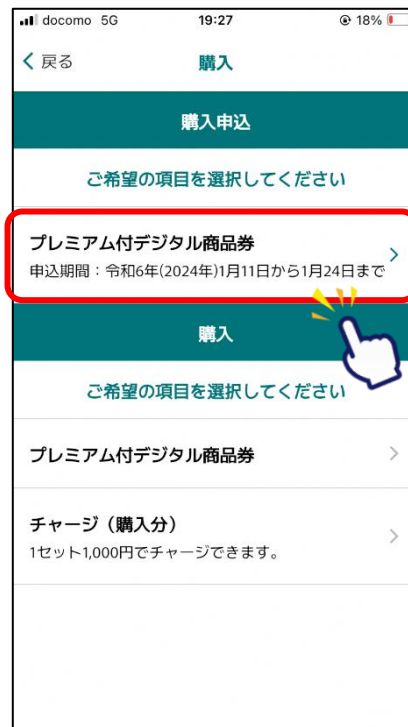 docomo 5G 19:27 18%
戻る 購入
購入申込
ご希望の項目を選択してください
プレミアム付デジタル商品券
申込期間：令和6年(2024年)1月11日から1月24日まで
購入
ご希望の項目を選択してください
プレミアム付デジタル商品券
チャージ（購入分）
1セット1,000円でチャージできます。